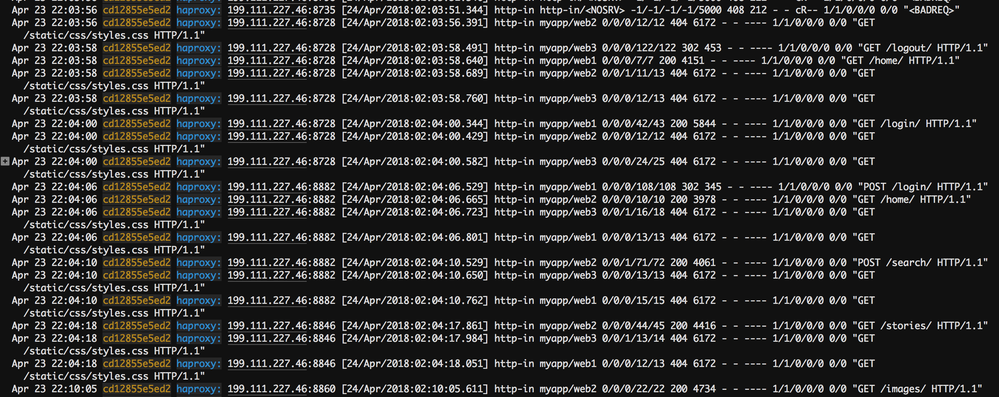 Apr 23 22:03:56 cd12855e5ed2 haproxy: 199.111.227.46:8735 [24/Apr/2018:02:03:51.344] http-in http-in/<NOSRV> -1/-1/-1/-1/5000 408 212 - - cR-- 1/1/0/0/0 0/0 "<BADREQ>"
Apr 23 22:03:56 cd12855e5ed2 haproxy: 199.111.227.46:8728 [24/Apr/2018:02:03:56.391] http-in myapp/web2 0/0/0/12/12 404 6172 - - ---- 1/1/0/0/0 0/0 "GET
/static/css/styles.css HTTP/1.1"
Apr 23 22:03:58 cd12855e5ed2 haproxy: 199.111.227.46:8728 [24/Apr/2018:02:03:58.491] http-in myapp/web3 0/0/0/122/122 302 453 - - ---- 1/1/0/0/0 0/0 "GET /logout/ HTTP/1.1"
Apr 23 22:03:58 cd12855e5ed2 haproxy: 199.111.227.46:8728 [24/Apr/2018:02:03:58.640] http-in myapp/web1 0/0/0/7/7 200 4151 - - ---- 1/1/0/0/0 0/0 "GET /home/ HTTP/1.1"
Apr 23 22:03:58 cd12855e5ed2 haproxy: 199.111.227.46:8728 [24/Apr/2018:02:03:58.689] http-in myapp/web2 0/0/1/11/13 404 6172 - - ---- 1/1/0/0/0 0/0 "GET
/static/css/styles.css HTTP/1.1"
Apr 23 22:03:58 cd12855e5ed2 haproxy: 199.111.227.46:8728 [24/Apr/2018:02:03:58.760] http-in myapp/web3 0/0/0/12/13 404 6172 - - ---- 1/1/0/0/0 0/0 "GET
/static/css/styles.css HTTP/1.1"
Apr 23 22:04:00 cd12855e5ed2 haproxy: 199.111.227.46:8728 [24/Apr/2018:02:04:00.344] http-in myapp/web1 0/0/0/42/43 200 5844 - - ---- 1/1/0/0/0 0/0 "GET /login/ HTTP/1.1"
Apr 23 22:04:00 cd12855e5ed2 haproxy: 199.111.227.46:8728 [24/Apr/2018:02:04:00.429] http-in myapp/web2 0/0/0/12/12 404 6172 - - ---- 1/1/0/0/0 0/0 "GET
/static/css/styles.css HTTP/1.1"
Apr 23 22:04:00 cd12855e5ed2 haproxy: 199.111.227.46:8728 [24/Apr/2018:02:04:00.582] http-in myapp/web3 0/0/0/24/25 404 6172 - - ---- 1/1/0/0/0 0/0 "GET
/static/css/styles.css HTTP/1.1"
Apr 23 22:04:06 cd12855e5ed2 haproxy: 199.111.227.46:8882 [24/Apr/2018:02:04:06.529] http-in myapp/web1 0/0/0/108/108 302 345 - - ---- 1/1/0/0/0 0/0 "POST /login/ HTTP/1.1"
Apr 23 22:04:06 cd12855e5ed2 haproxy: 199.111.227.46:8882 [24/Apr/2018:02:04:06.665] http-in myapp/web2 0/0/0/10/10 200 3978 - - ---- 1/1/0/0/0 0/0 "GET /home/ HTTP/1.1"
Apr 23 22:04:06 cd12855e5ed2 haproxy: 199.111.227.46:8882 [24/Apr/2018:02:04:06.723] http-in myapp/web3 0/0/1/16/18 404 6172 - - ---- 1/1/0/0/0 0/0 "GET
/static/css/styles.css HTTP/1.1"
Apr 23 22:04:06 cd12855e5ed2 haproxy: 199.111.227.46:8882 [24/Apr/2018:02:04:06.801] http-in myapp/web1 0/0/0/13/13 404 6172 - - ---- 1/1/0/0/0 0/0 "GET
/static/css/styles.css HTTP/1.1"
Apr 23 22:04:10 cd12855e5ed2 haproxy: 199.111.227.46:8882 [24/Apr/2018:02:04:10.529] http-in myapp/web2 0/0/1/71/72 200 4061 - - ---- 1/1/0/0/0 0/0 "POST /search/ HTTP/1.1"
Apr 23 22:04:10 cd12855e5ed2 haproxy: 199.111.227.46:8882 [24/Apr/2018:02:04:10.650] http-in myapp/web3 0/0/0/13/13 404 6172 - - ---- 1/1/0/0/0 0/0 "GET
/static/css/styles.css HTTP/1.1"
Apr 23 22:04:10 cd12855e5ed2 haproxy: 199.111.227.46:8882 [24/Apr/2018:02:04:10.762] http-in myapp/web1 0/0/0/15/15 404 6172 - - ---- 1/1/0/0/0 0/0 "GET
/static/css/styles.css HTTP/1.1"
Apr 23 22:04:18 cd12855e5ed2 haproxy: 199.111.227.46:8846 [24/Apr/2018:02:04:17.861] http-in myapp/web2 0/0/0/44/45 200 4416 - - ---- 1/1/0/0/0 0/0 "GET /stories/ HTTP/1.1"
Apr 23 22:04:18 cd12855e5ed2 haproxy: 199.111.227.46:8846 [24/Apr/2018:02:04:17.984] http-in myapp/web3 0/0/1/13/14 404 6172 - - ---- 1/1/0/0/0 0/0 "GET
/static/css/styles.css HTTP/1.1"
Apr 23 22:04:18 cd12855e5ed2 haproxy: 199.111.227.46:8846 [24/Apr/2018:02:04:18.051] http-in myapp/web1 0/0/0/12/13 404 6172 - - ---- 1/1/0/0/0 0/0 "GET
/static/css/styles.css HTTP/1.1"
Apr 23 22:10:05 cd12855e5ed2 haproxy: 199.111.227.46:8860 [24/Apr/2018:02:10:05.611] http-in myapp/web2 0/0/0/22/22 200 4734 - - ---- 1/1/0/0/0 0/0 "GET /images/ HTTP/1.1"